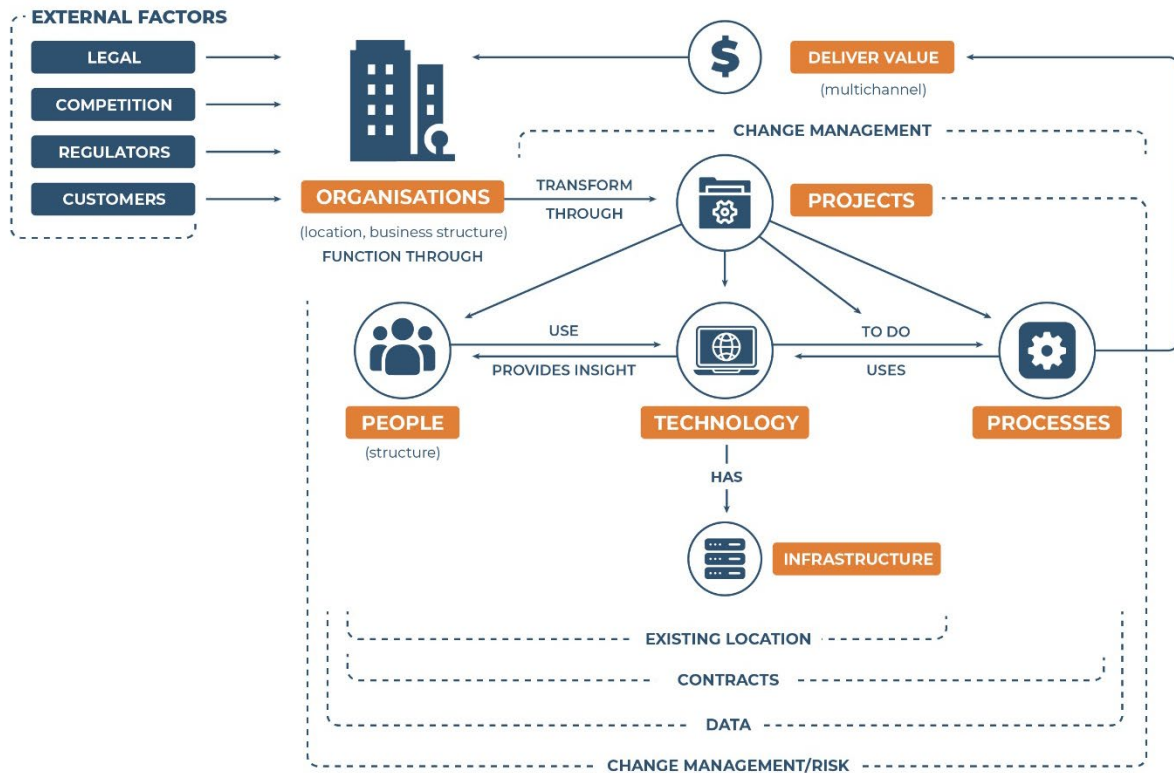 EXTERNAL FACTORS
LEGAL
COMPETITION
REGULATORS
CUSTOMERS
$
DELIVER VALUE
(multichannel)
CHANGE MANAGEMENT
ORGANISATIONS
(location, business structure)
FUNCTION THROUGH
TRANSFORM
THROUGH
PROJECTS
USE
PROVIDES INSIGHT
TO DO
USES
PEOPLE
(structure)
TECHNOLOGY
PROCESSES
HAS
INFRASTRUCTURE
EXISTING LOCATION
CONTRACTS
DATA
CHANGE MANAGEMENT/RISK